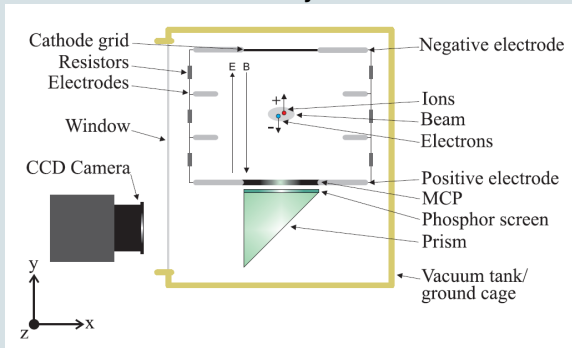 Cathode grid
Resistors
Electrodes
Window
CCD Camera
E B
+
-
Negative electrode
Ions
Beam
Electrons
Positive electrode
MCP
Phosphor screen
Prism
Vacuum tank/
ground cage
y
x
z